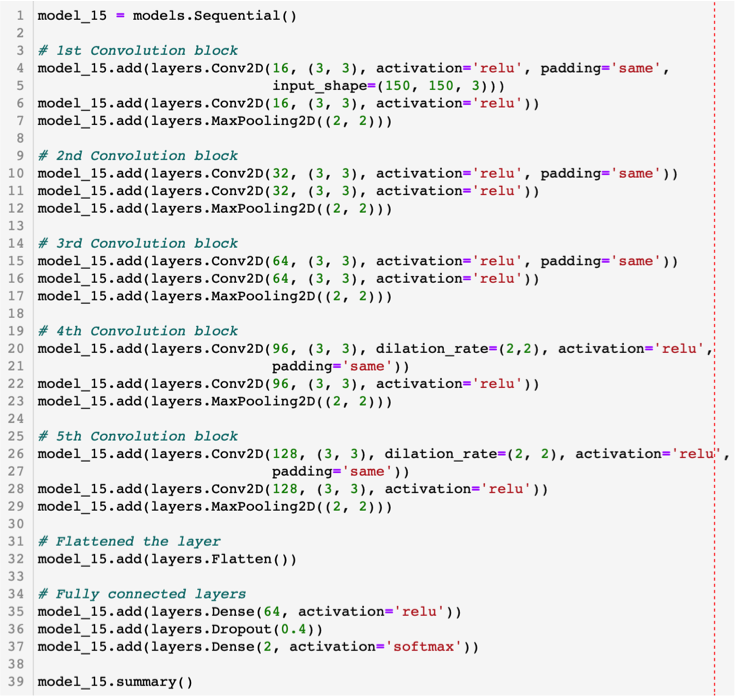 1 model_15 = models.Sequential()
2
3 # 1st Convolution block
4 model_15.add(layers.Conv2D(16, (3, 3), activation='relu', padding='same',
5                            input_shape=(150, 150, 3)))
6 model_15.add(layers.Conv2D(16, (3, 3), activation='relu'))
7 model_15.add(layers.MaxPooling2D((2, 2)))
8
9 # 2nd Convolution block
10 model_15.add(layers.Conv2D(32, (3, 3), activation='relu', padding='same'))
11 model_15.add(layers.Conv2D(32, (3, 3), activation='relu'))
12 model_15.add(layers.MaxPooling2D((2, 2)))
13
14 # 3rd Convolution block
15 model_15.add(layers.Conv2D(64, (3, 3), activation='relu', padding='same'))
16 model_15.add(layers.Conv2D(64, (3, 3), activation='relu'))
17 model_15.add(layers.MaxPooling2D((2, 2)))
18
19 # 4th Convolution block
20 model_15.add(layers.Conv2D(96, (3, 3), dilation_rate=(2,2), activation='relu',
21                            padding='same'))
22 model_15.add(layers.Conv2D(96, (3, 3), activation='relu'))
23 model_15.add(layers.MaxPooling2D((2, 2)))
24
25 # 5th Convolution block
26 model_15.add(layers.Conv2D(128, (3, 3), dilation_rate=(2, 2), activation='relu',
27                            padding='same'))
28 model_15.add(layers.Conv2D(128, (3, 3), activation='relu'))
29 model_15.add(layers.MaxPooling2D((2, 2)))
30
31 # Flattened the layer
32 model_15.add(layers.Flatten())
33
34 # Fully connected layers
35 model_15.add(layers.Dense(64, activation='relu'))
36 model_15.add(layers.Dropout(0.4))
37 model_15.add(layers.Dense(2, activation='softmax'))
38
39 model_15.summary()